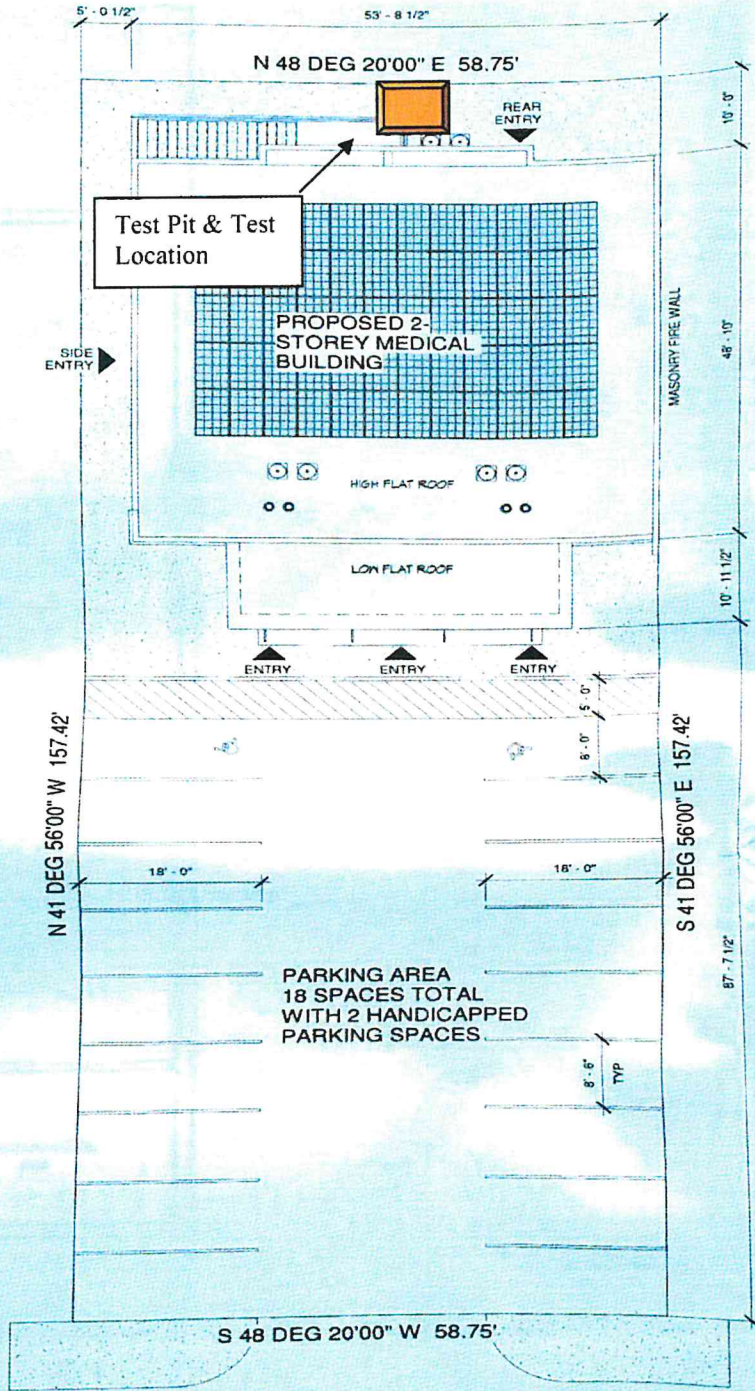 5' - 0 1/2"
53' - 8 1/2"
N 48 DEG 20'00" E 58.75'
REAR
ENTRY
10' - 0"
Test Pit & Test
Location
PROPOSED 2-
STOREY MEDICAL
BUILDING
SIDE
ENTRY
MASONRY FIRE WALL
48' - 10"
HIGH FLAT ROOF
LOW FLAT ROOF
10' - 11 1/2"
ENTRY
ENTRY
ENTRY
5' - 0"
8' - 0"
N 41 DEG 56'00" W 157.42'
S 41 DEG 56'00" E 157.42'
18' - 0"
18' - 0"
87' - 7 1/2"
PARKING AREA
18 SPACES TOTAL
WITH 2 HANDICAPPED
PARKING SPACES
8' - 6"
TYP
S 48 DEG 20'00" W 58.75'